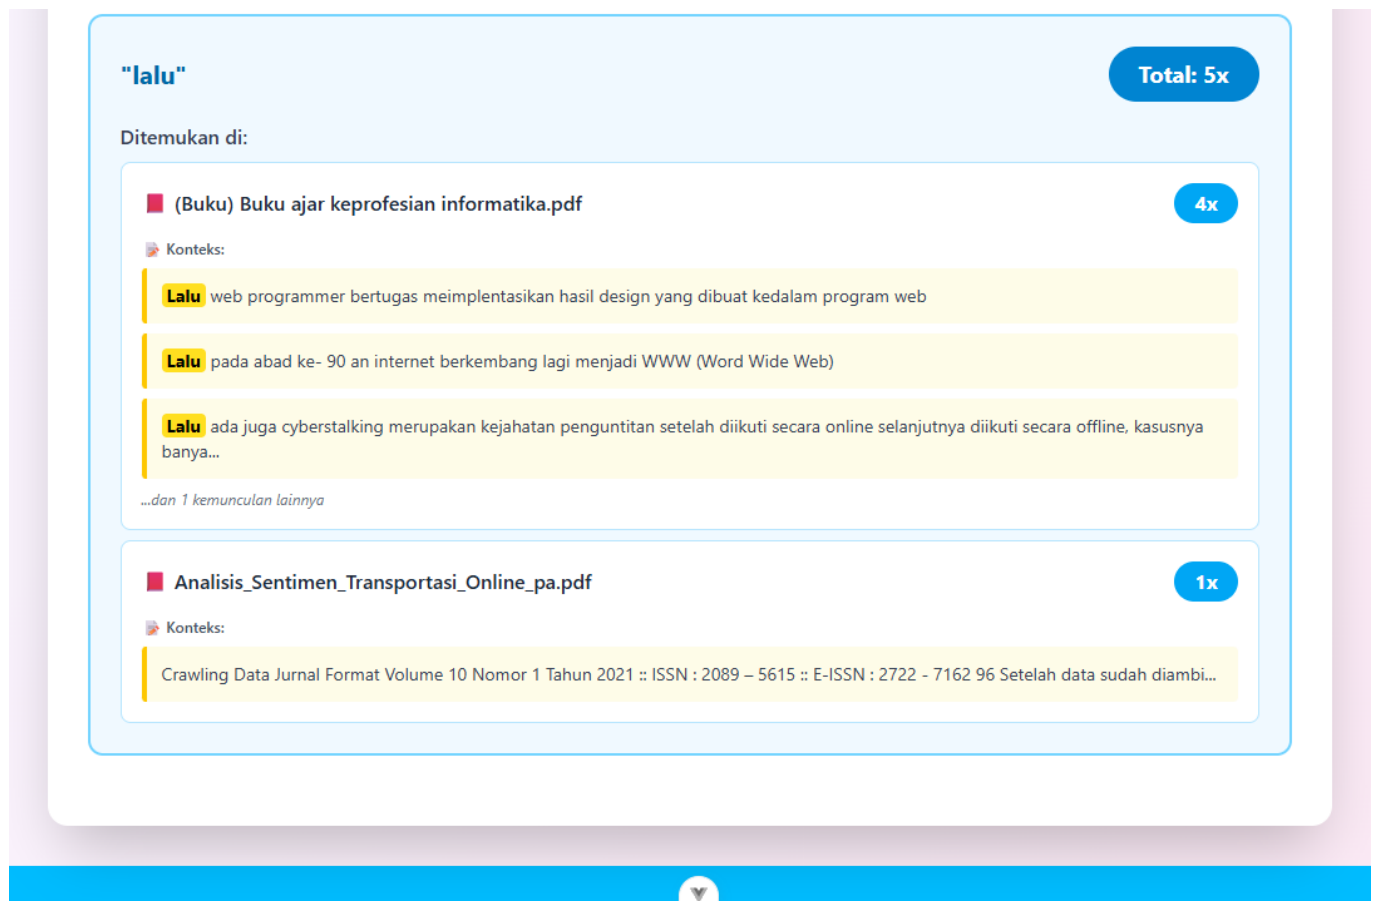 "lalu"
Total: 5x
Ditemukan di:
(Buku) Buku ajar keprofesian informatika.pdf
4x
Konteks:
Lalu web programmer bertugas meimplentasikan hasil design yang dibuat kedalam program web
Lalu pada abad ke- 90 an internet berkembang lagi menjadi WWW (Word Wide Web)
Lalu ada juga cyberstalking merupakan kejahatan penguntitan setelah diikuti secara online selanjutnya diikuti secara offline, kasusnya
banya...
...dan 1 kemunculan lainnya
Analisis_Sentimen_Transportasi_Online_pa.pdf
1x
Konteks:
Crawling Data Jurnal Format Volume 10 Nomor 1 Tahun 2021 :: ISSN : 2089 – 5615 :: E-ISSN : 2722 - 7162 96 Setelah data sudah diambi...